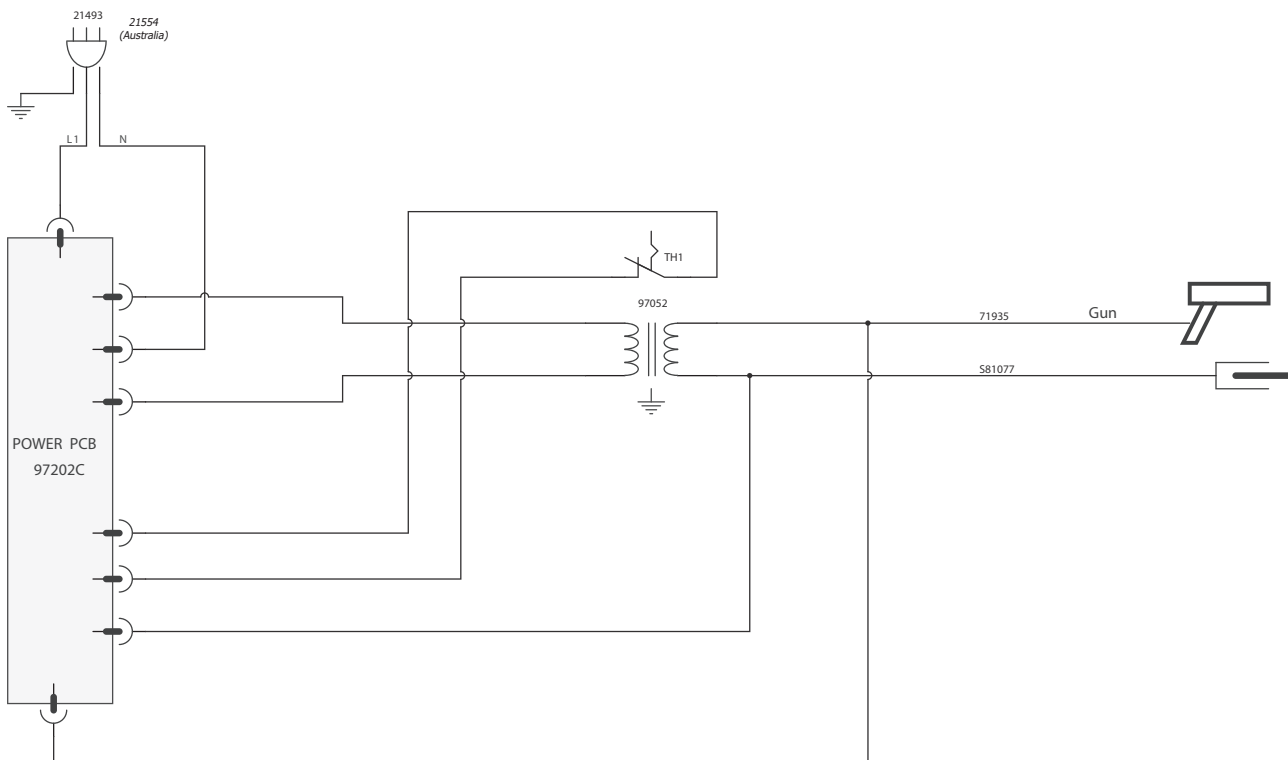 21493
21554
(Australia)
L1
N
TH1
97052
71935
Gun
S81077
POWER PCB
97202C